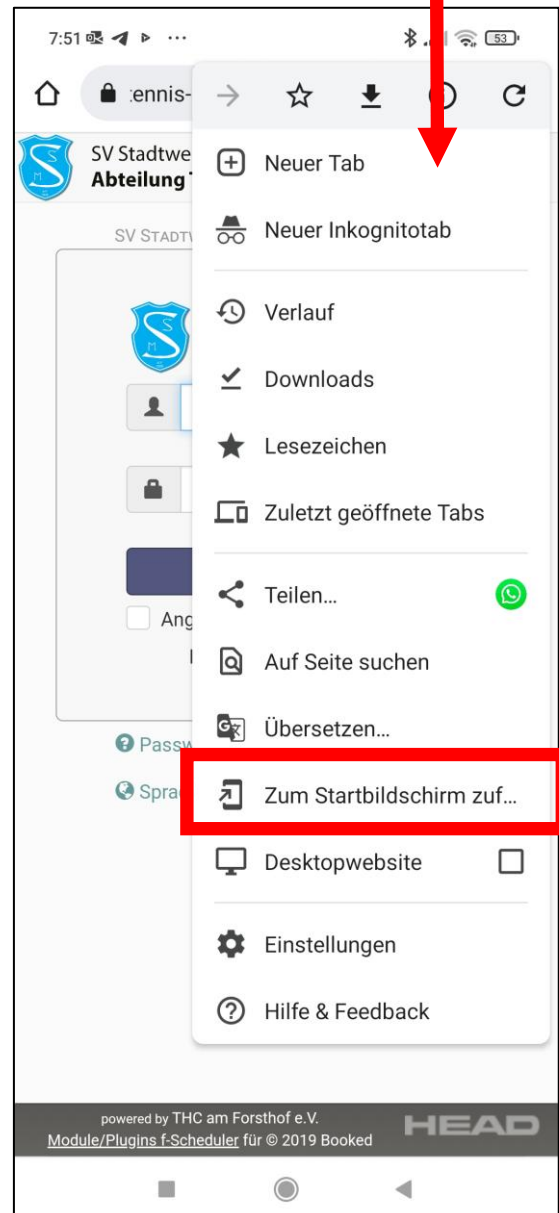 7:51
53
:ennis-
SV Stadtwe
Abteilung
SV STADTW
Neuer Tab
Neuer Inkognitotab
Verlauf
Downloads
Lesezeichen
Zuletzt geöffnete Tabs
Teilen...
Ang
Auf Seite suchen
Übersetzen...
Passw
Zum Startbildschirm zuf...
Sprac
Desktopwebsite
Einstellungen
Hilfe & Feedback
powered by THC am Forsthof e.V.
Module/Plugins f-Scheduler für © 2019 Booked
HEAD